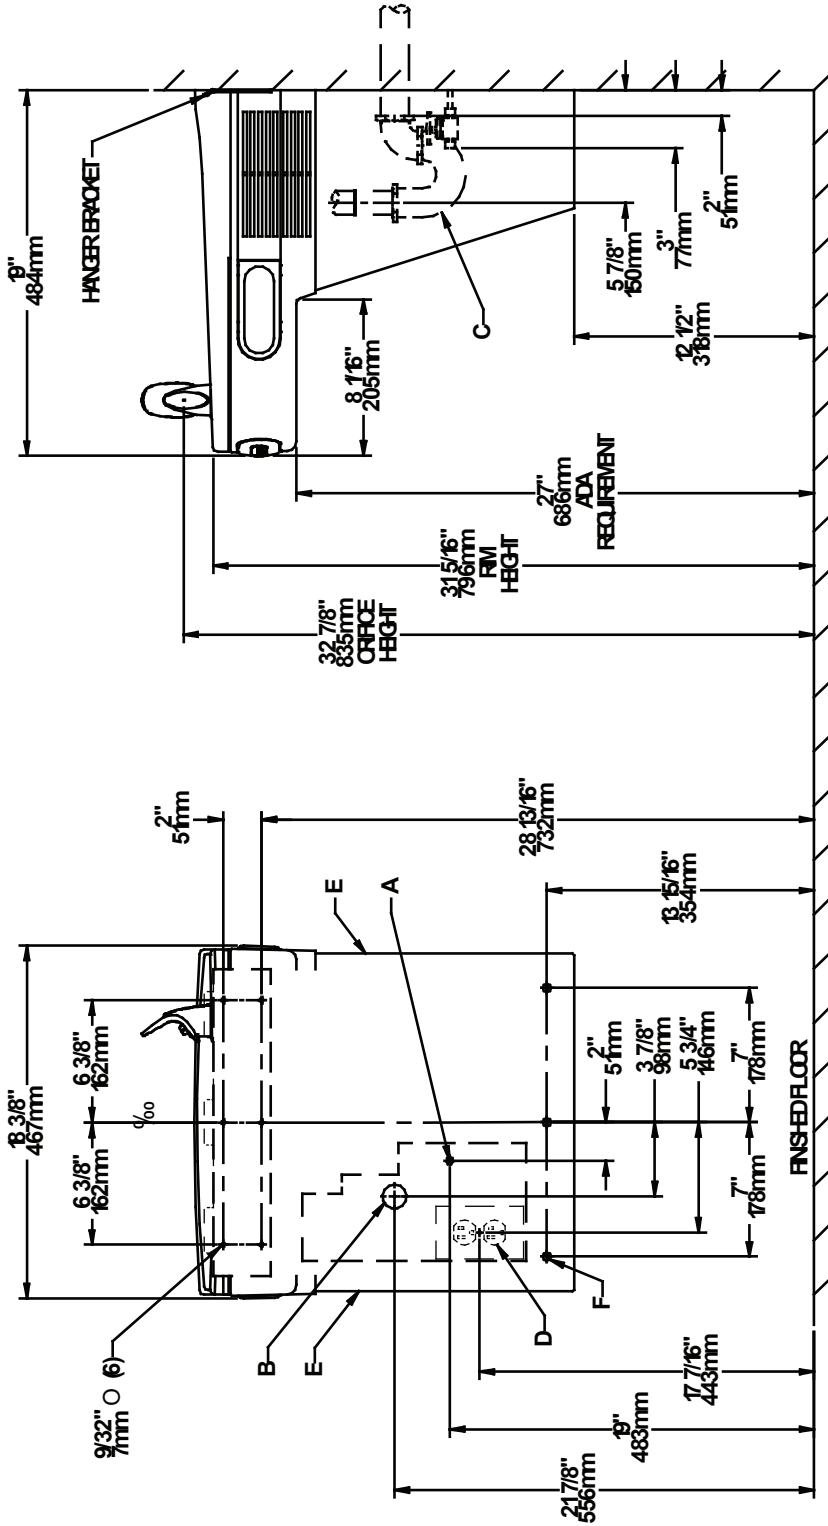 18 3/8"
467mm
6 3/8"
162mm
6 3/8"
162mm
9/32"
7mm O (6)
‰
2"
51mm
B
E
E
A
D
F
2"
51mm
3 7/8"
98mm
5 3/4"
146mm
7"
178mm
7"
178mm
21 7/8"
556mm
19"
483mm
17 7/16"
443mm
28 13/16"
732mm
13 15/16"
354mm
FINISHED FLOOR
19"
484mm
HANGER BRACKET
8 1/16"
205mm
C
32 7/8"
835mm
ORIFICE
HEIGHT
31 5/16"
796mm
RIM
HEIGHT
27"
686mm
ADA
REQUIREMENT
5 7/8"
150mm
3"
77mm
2"
51mm
12 1/2"
318mm